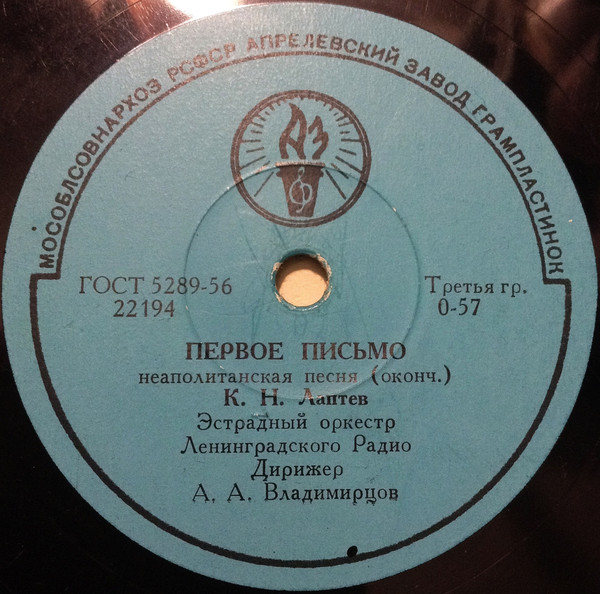 МОСОБЛСОВНАРХОЗ РСФСР АПРЕЛЕВСКИЙ ЗАВОД ГРАМПЛАСТИНОК
АЗ
ГОСТ 5289-56
22194
Третья гр.
0-57
ПЕРВОЕ ПИСЬМО
неаполитанская песня (оконч.)
К. Н. Лаптев
Эстрадный оркестр
Ленинградского Радио
Дирижер
А. А. Владимирцов